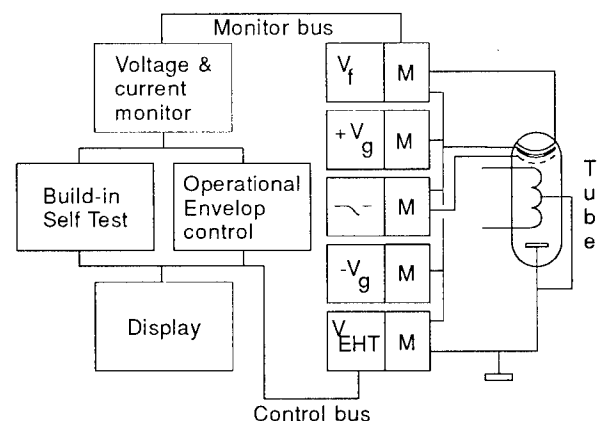 Monitor bus
Voltage &
current
monitor
Build-in
Self Test
Operational
Envelop
control
Display
Control bus
Vf M
+Vg M
M
-Vg M
VEHT M
Tube